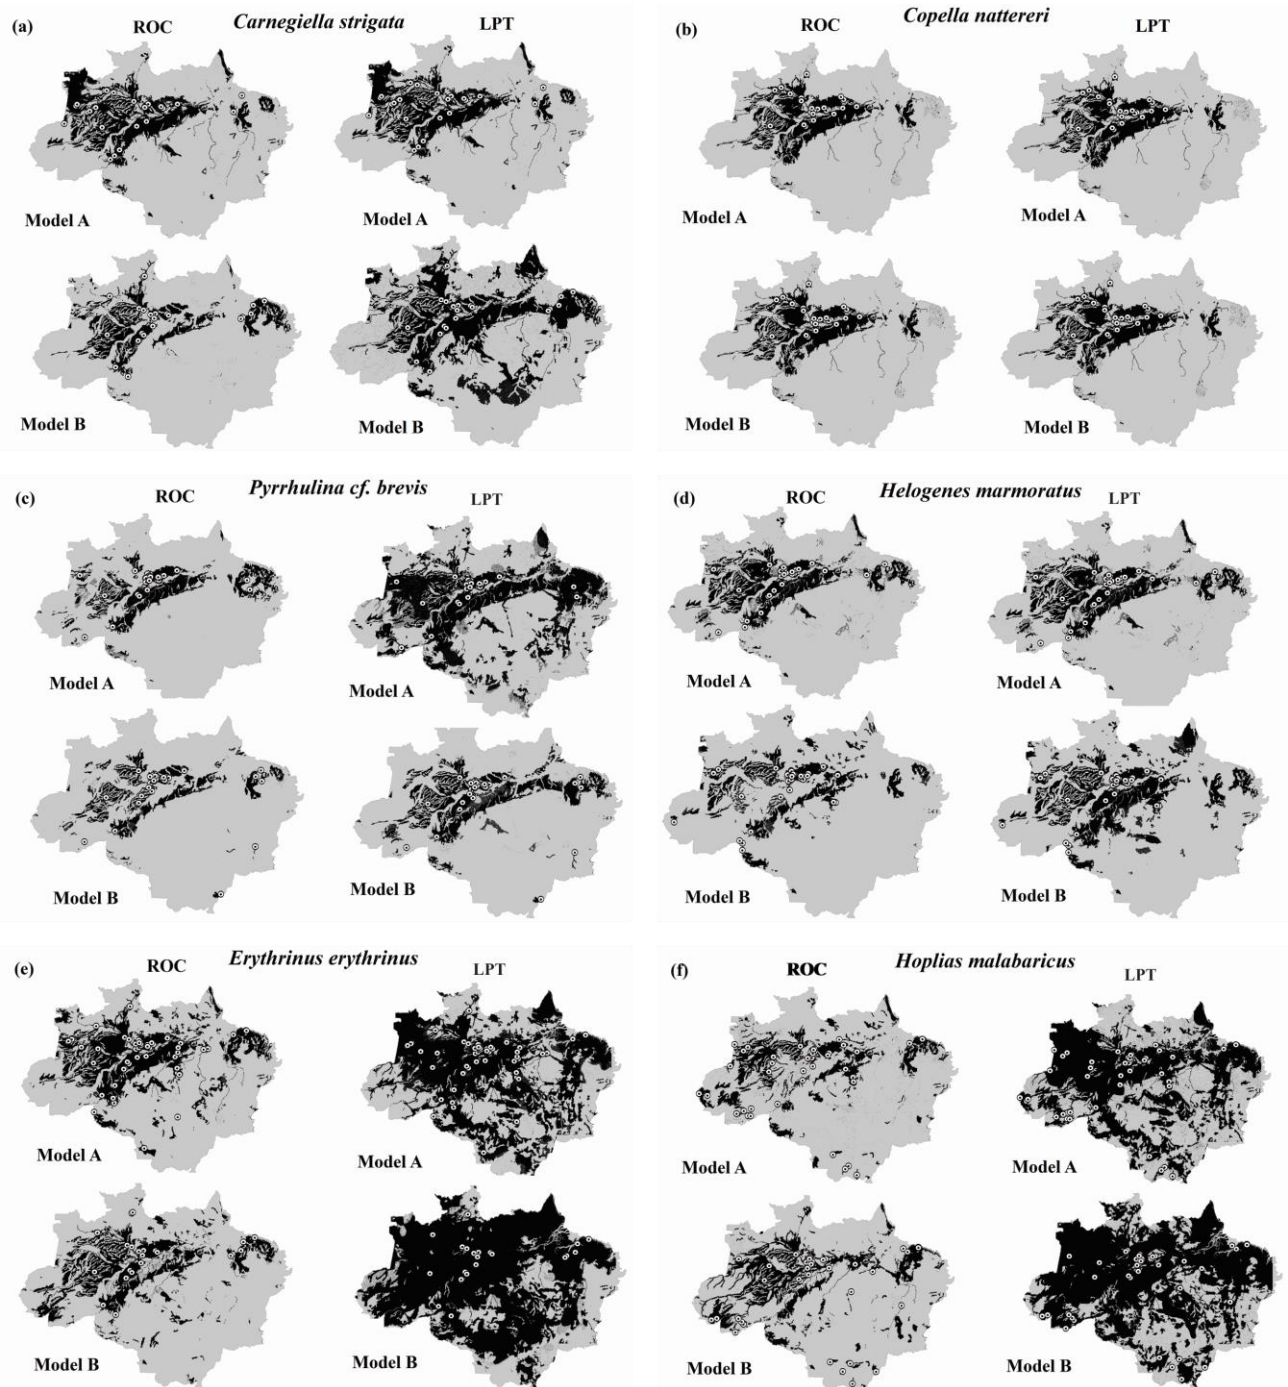 (a) Carnegiella strigata
ROC LPT
Model A Model A
Model B Model B
(b) Copella nattereri
ROC LPT
Model A Model A
Model B Model B
(c) Pyrrhulina cf. brevis
ROC LPT
Model A Model A
Model B Model B
(d) Helogenes marmoratus
ROC LPT
Model A Model A
Model B Model B
(e) Erythrinus erythrinus
ROC LPT
Model A Model A
Model B Model B
(f) Hoplias malabaricus
ROC LPT
Model A Model A
Model B Model B